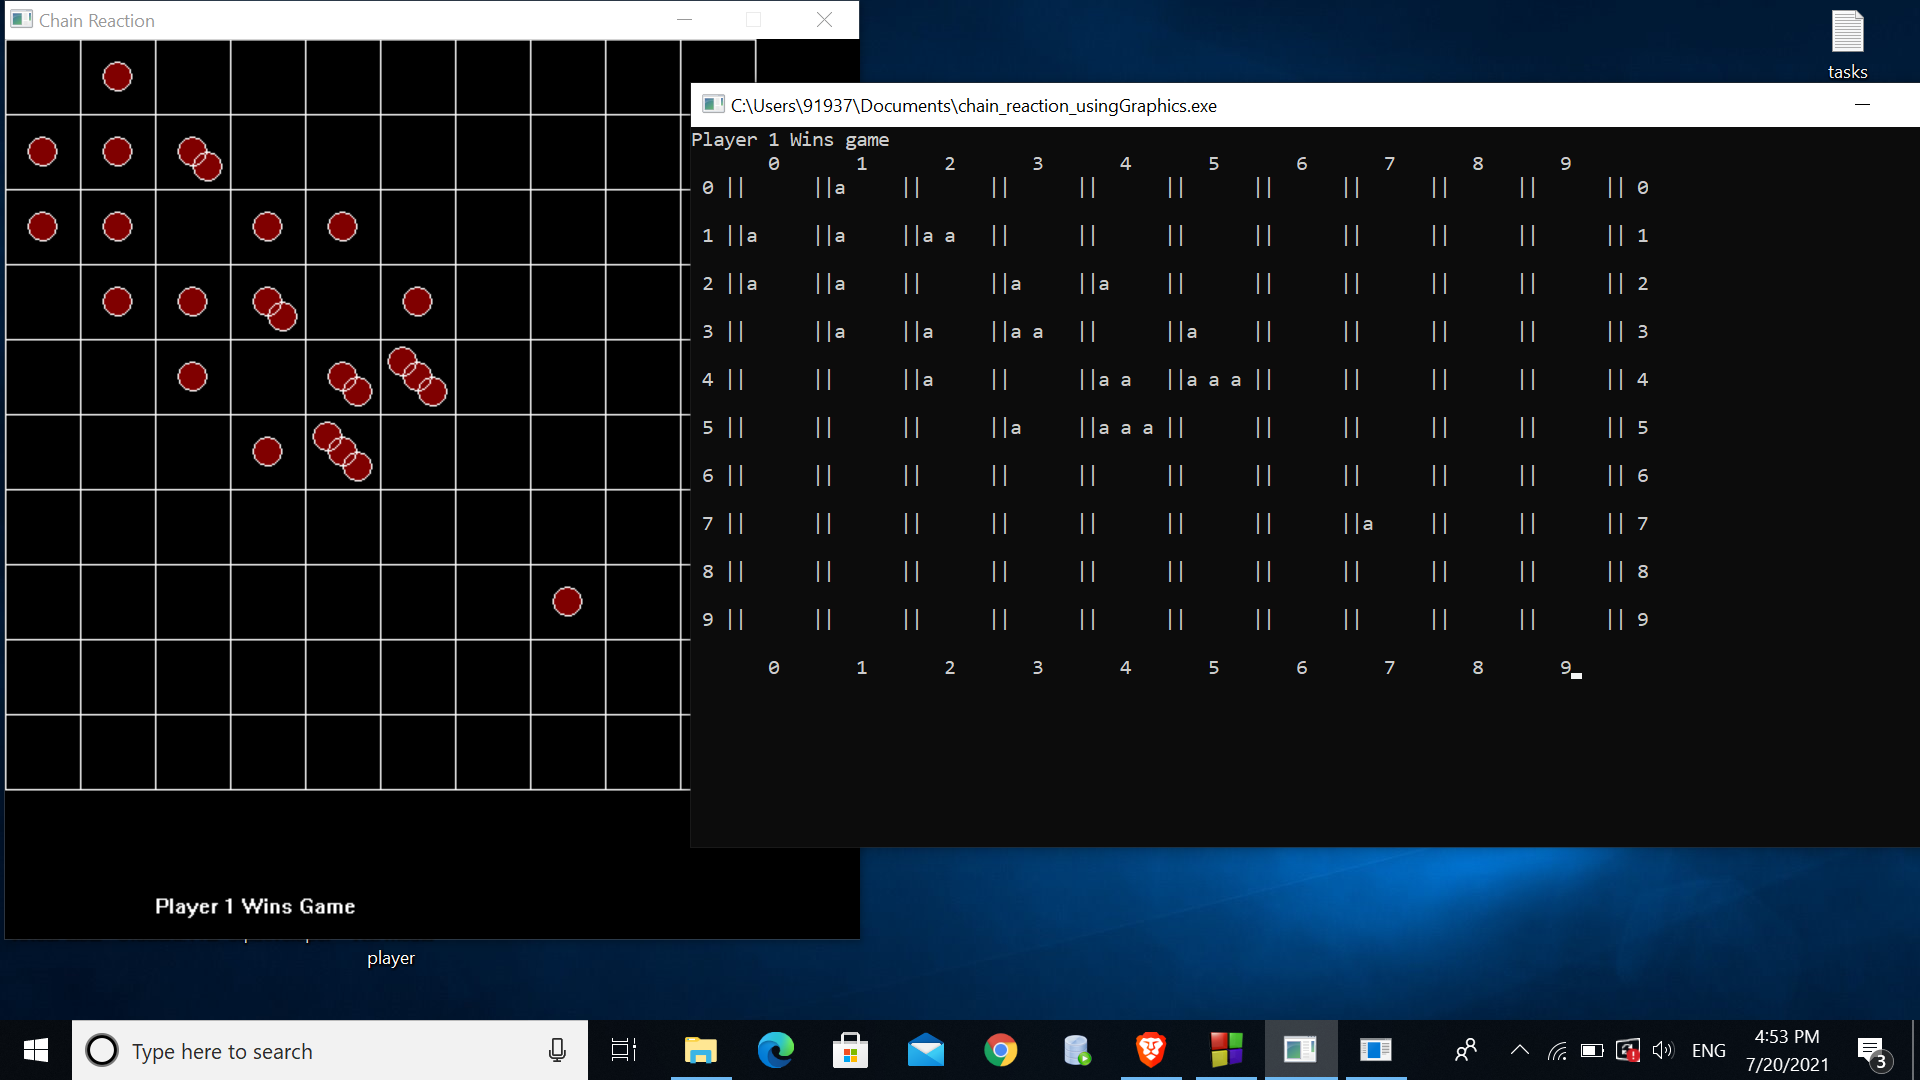 Chain Reaction
tasks
C:\Users\91937\Documents\chain_reaction_usingGraphics.exe
Player 1 Wins game
0 1 2 3 4 5 6 7 8 9
0 || ||a || || || || || || || || || 0
1 ||a ||a ||a a || || || || || || || || 1
2 ||a ||a || ||a ||a || || || || || || 2
3 || ||a ||a ||a a || ||a || || || || || 3
4 || || ||a || ||a a ||a a a || || || || || 4
5 || || || ||a ||a a a || || || || || || 5
6 || || || || || || || || || || || 6
7 || || || || || || || ||a || || || 7
8 || || || || || || || || || || || 8
9 || || || || || || || || || || || 9
0 1 2 3 4 5 6 7 8 9
Player 1 Wins Game
player
Type here to search
ENG
4:53 PM
7/20/2021
3